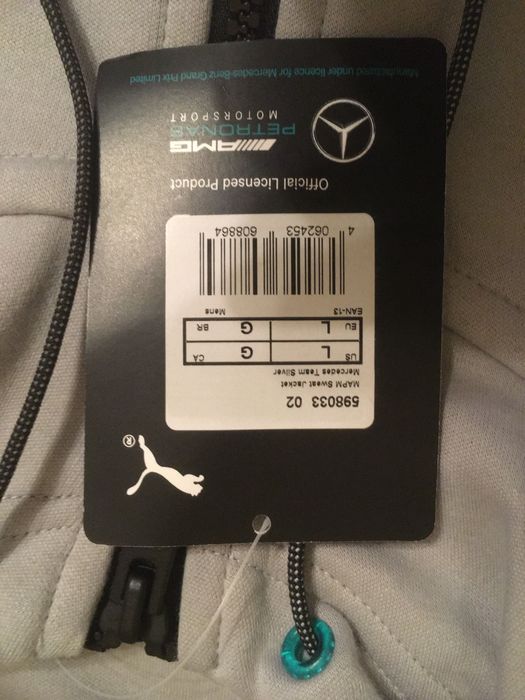 ®
598033 02
MAPM Sweat Jacket
Mercedes Team Silver
US L CA G
EU L BR G
EAN-13 Mens
4 062453 608864
Official Licensed Product
AMG
PETRONAS
MOTORSPORT
Manufactured under licence for Mercedes-Benz Grand Prix Limited